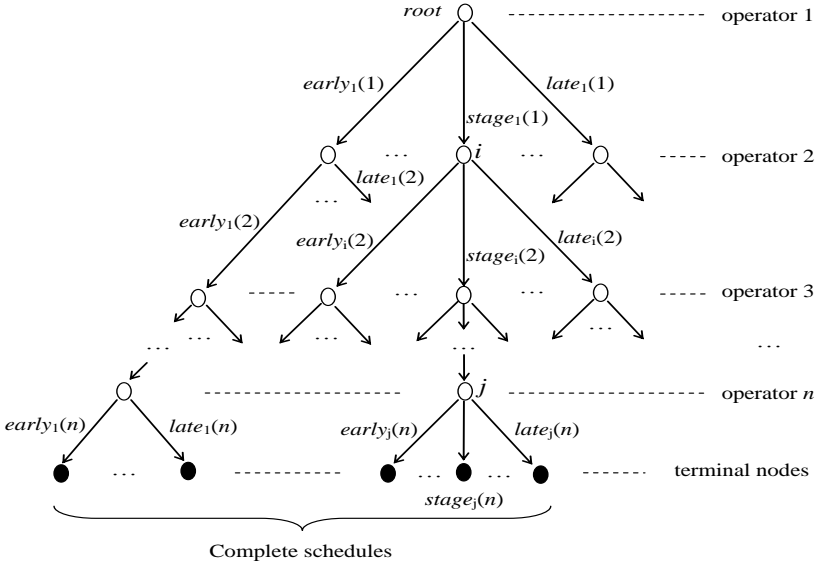 root operator 1
early₁(1) late₁(1)
stage₁(1)
... i ... operator 2
late₁(2)
...
early₁(2) earlyᵢ(2) lateᵢ(2)
stageᵢ(2)
... ... operator 3
... ... ... ...
... ... ...
j operator n
early₁(n) late₁(n) earlyⱼ(n) lateⱼ(n)
... ... ... terminal nodes
stageⱼ(n)
Complete schedules